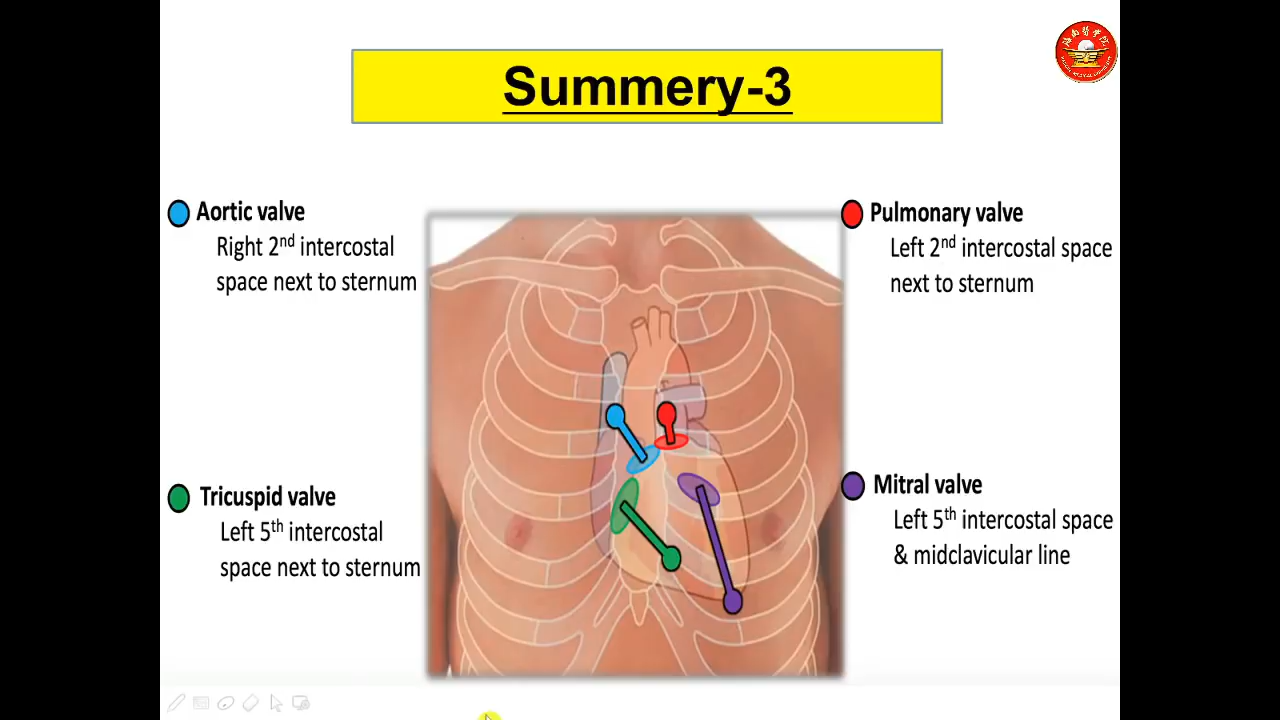 Summery-3
Aortic valve
Right 2nd intercostal
space next to sternum
Pulmonary valve
Left 2nd intercostal space
next to sternum
Tricuspid valve
Left 5th intercostal
space next to sternum
Mitral valve
Left 5th intercostal space
& midclavicular line